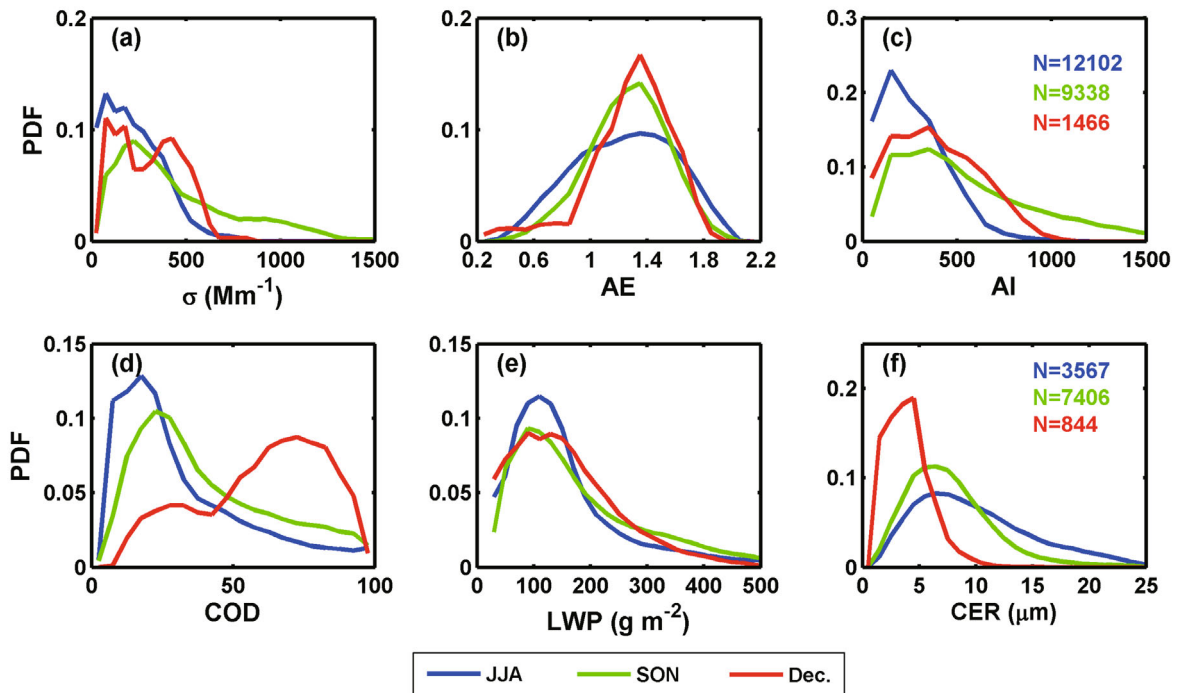 (a)
0.2
0.1
0
PDF
0 500 1000 1500
σ (Mm⁻¹)
(b)
0.2
0.1
0
0.2 0.6 1 1.4 1.8 2.2
AE
(c)
N=12102
N=9338
N=1466
0.3
0.2
0.1
0
0 500 1000 1500
AI
(d)
0.15
0.1
0.05
0
PDF
0 50 100
COD
(e)
0.15
0.1
0.05
0
0 100 200 300 400 500
LWP (g m⁻²)
(f)
N=3567
N=7406
N=844
0.2
0.1
0
0 5 10 15 20 25
CER (μm)
JJA SON Dec.